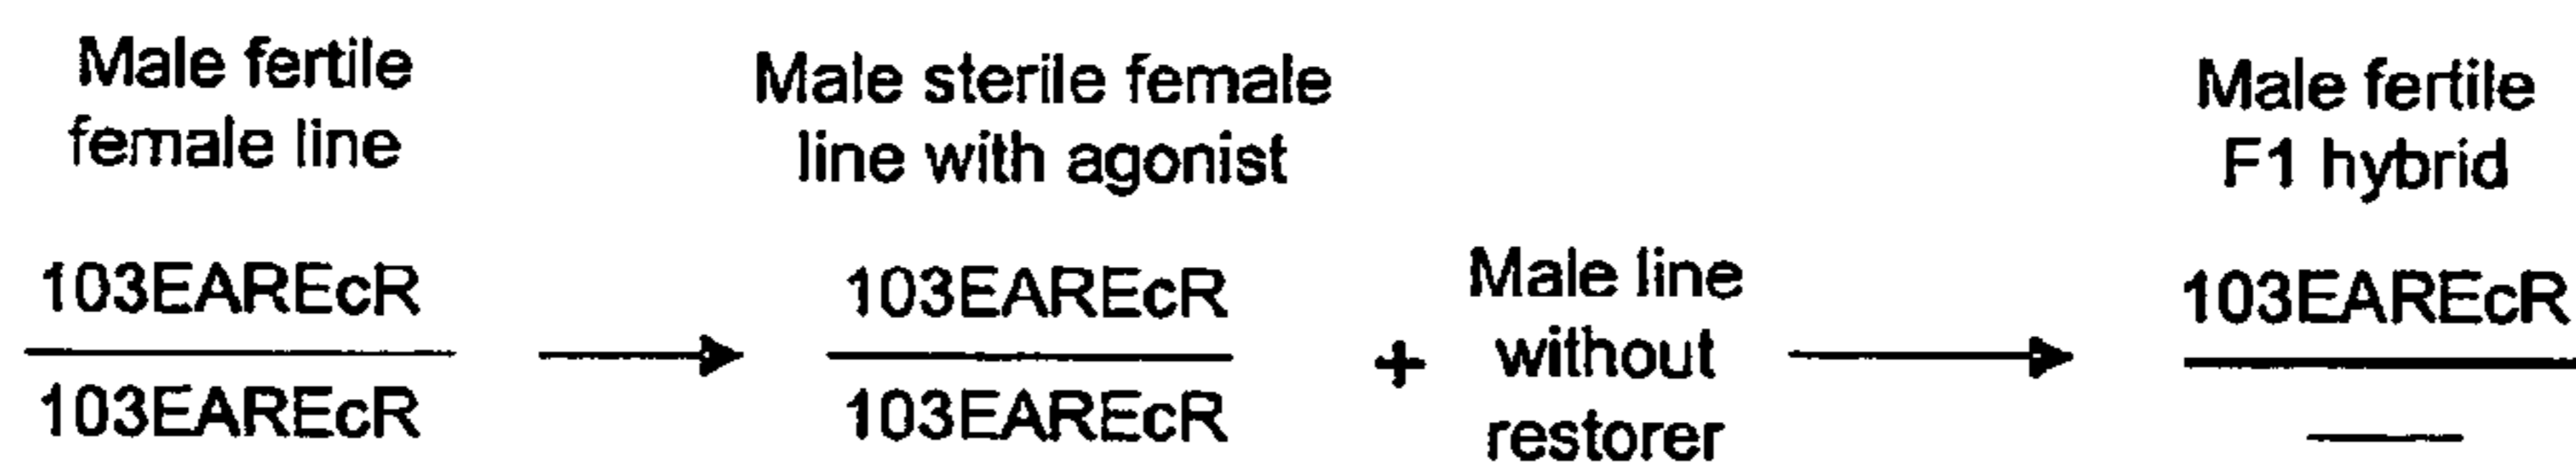 Male fertile
female line
103EAREcR
103EAREcR
Male sterile female
line with agonist
103EAREcR
103EAREcR
+
Male line
without
restorer
Male fertile
F1 hybrid
103EAREcR